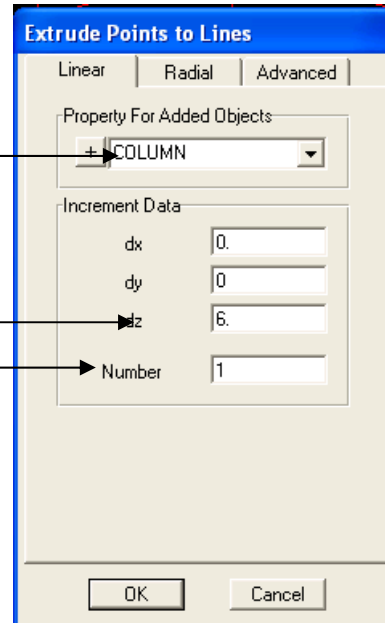 Extrude Points to Lines
Linear Radial Advanced
Property For Added Objects
+ COLUMN
Increment Data
dx 0.
dy 0
dz 6.
Number 1
OK Cancel